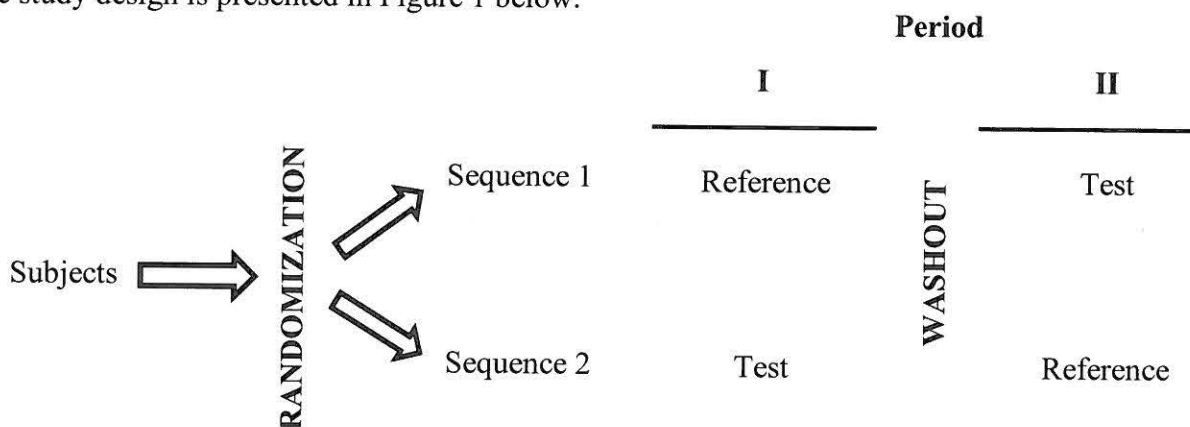 e study design is presented in Figure 1 below.
Period
I II
RANDOMIZATION
Sequence 1 Reference Test
Subjects
WASHOUT
Sequence 2 Test Reference